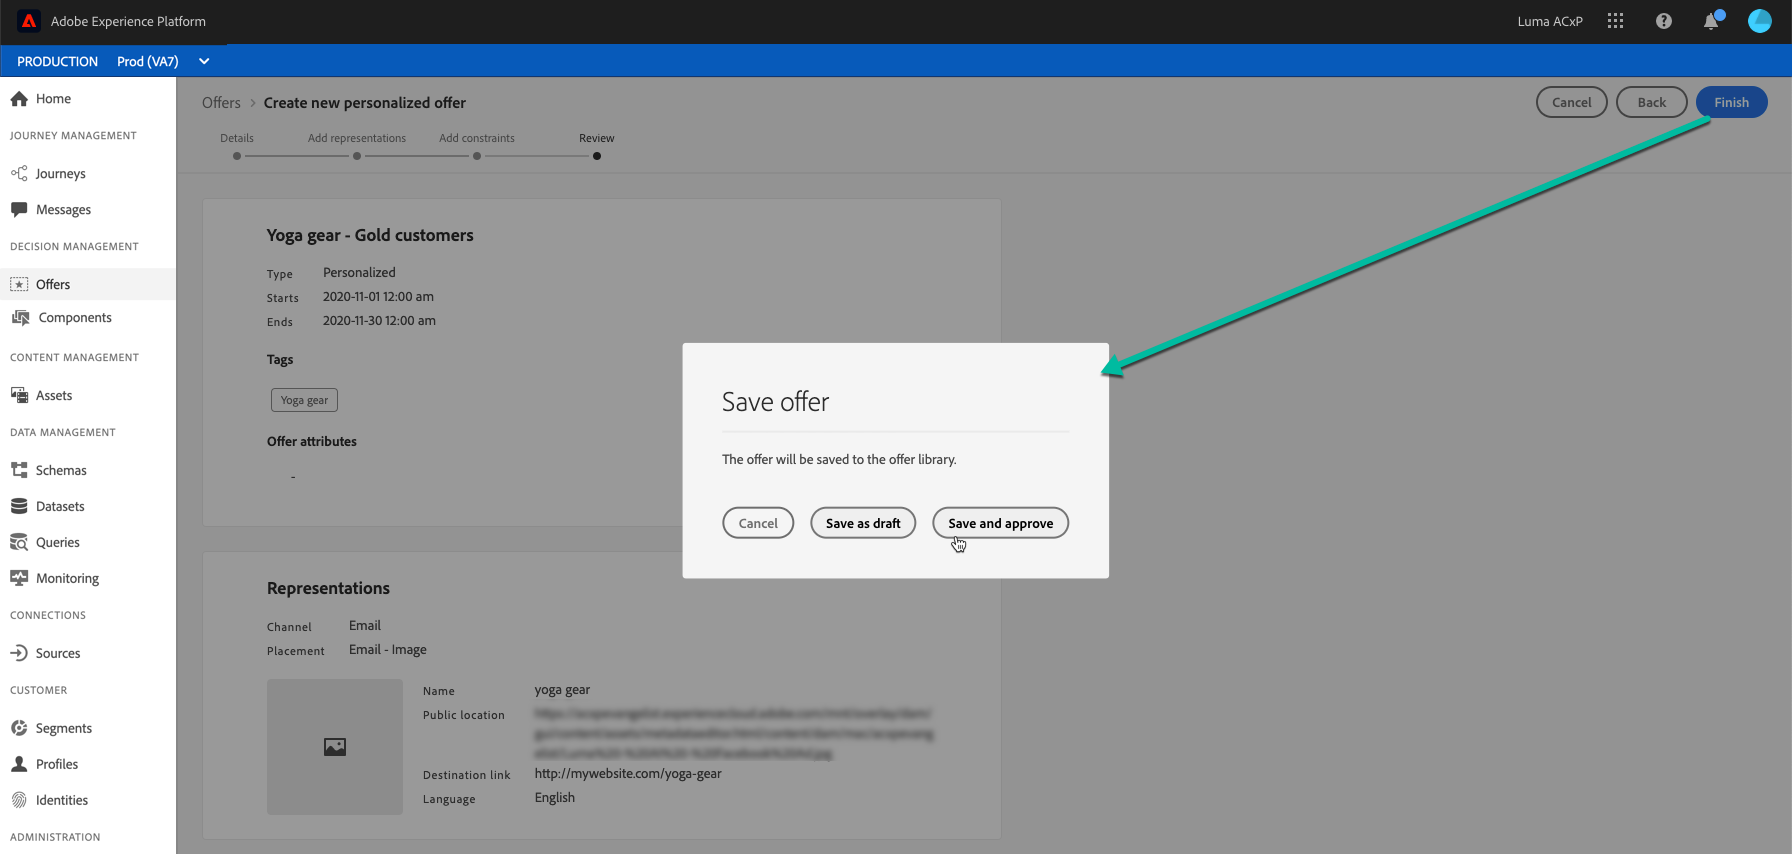 Adobe Experience Platform
Luma ACxP
PRODUCTION Prod (VA7)
Home
JOURNEY MANAGEMENT
Journeys
Messages
DECISION MANAGEMENT
Offers
Components
CONTENT MANAGEMENT
Assets
DATA MANAGEMENT
Schemas
Datasets
Queries
Monitoring
CONNECTIONS
Sources
CUSTOMER
Segments
Profiles
Identities
ADMINISTRATION
Offers > Create new personalized offer
Cancel Back Finish
Details Add representations Add constraints Review
Yoga gear - Gold customers
Type Personalized
Starts 2020-11-01 12:00 am
Ends 2020-11-30 12:00 am
Tags
Yoga gear
Offer attributes
-
Save offer
The offer will be saved to the offer library.
Cancel Save as draft Save and approve
Representations
Channel Email
Placement Email - Image
Name yoga gear
Public location
Destination link http://mywebsite.com/yoga-gear
Language English